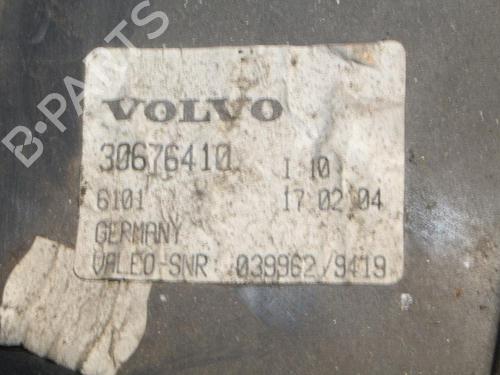 B-PARTS
VOLVO
30676410 I 10
6101 17 02 04
GERMANY
VALEO-SNR: 039962/9419